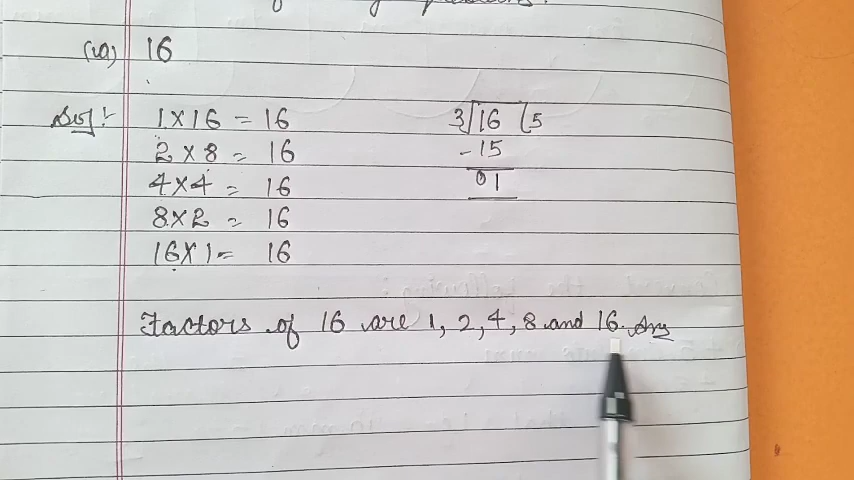 (iv) 16
Sol:- 1 × 16 = 16
2 × 8 = 16
4 × 4 = 16
8 × 2 = 16
16 × 1 = 16
3)16(5
-15
01
Factors of 16 are 1, 2, 4, 8 and 16. Ans